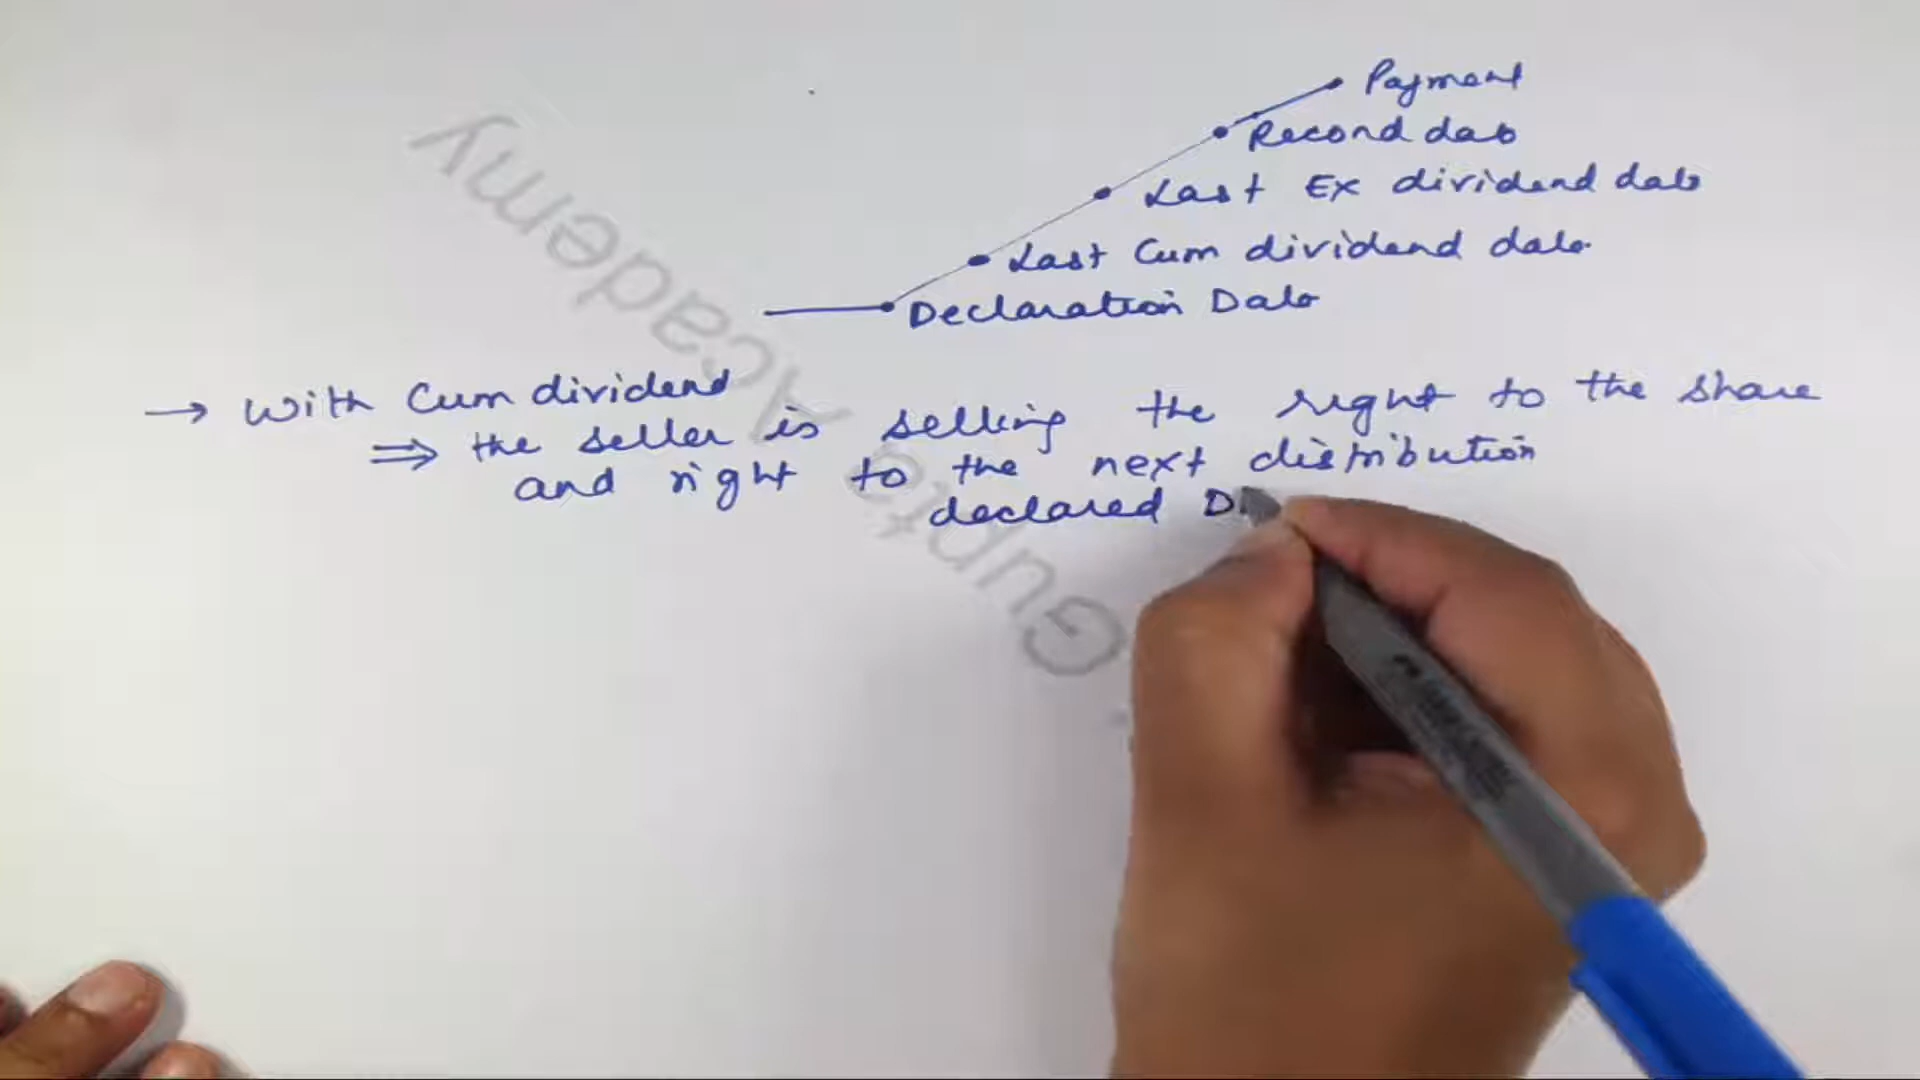 Payment
Record date
Last Ex dividend date
Last Cum dividend date
Declaration Date
→ With Cum dividend
⇒ the seller is selling the right to the share
and right to the next distribution
declared Di
Gupta Academy